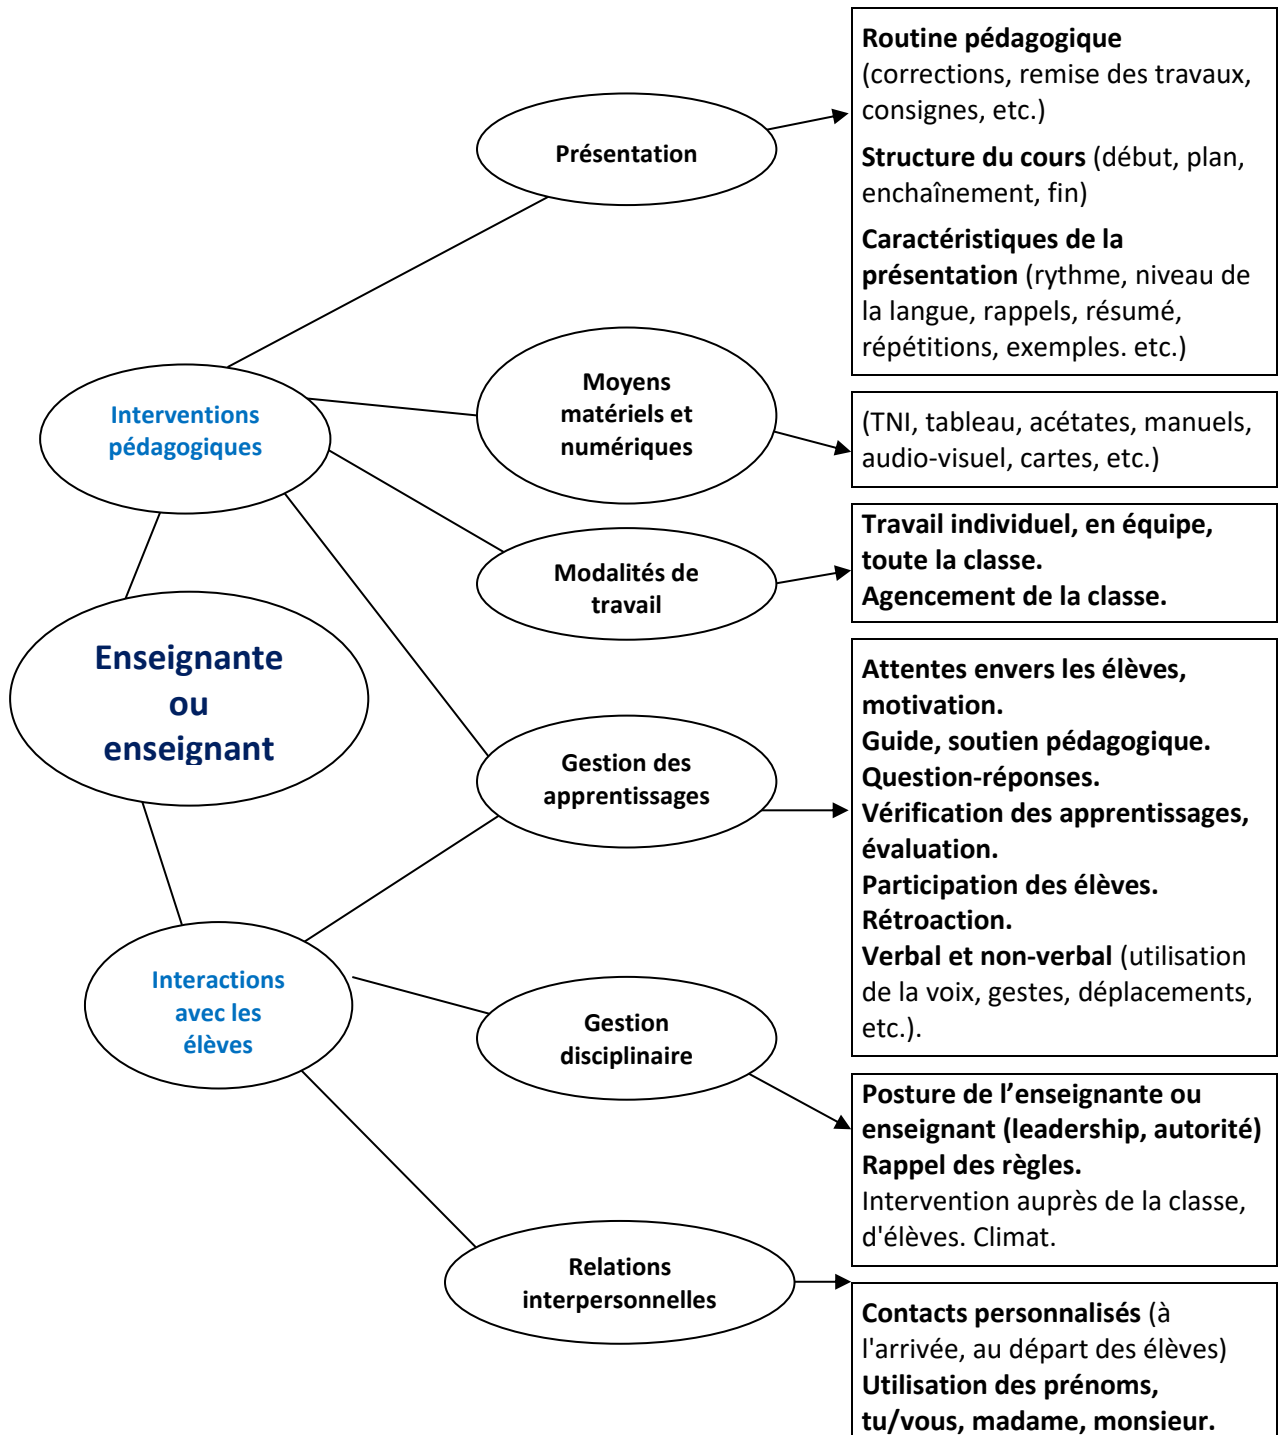 Routine pédagogique
(corrections, remise des travaux,
consignes, etc.)
Structure du cours (début, plan,
enchaînement, fin)
Caractéristiques de la
présentation (rythme, niveau de
la langue, rappels, résumé,
répétitions, exemples. etc.)
Présentation
Moyens
matériels et
numériques
(TNI, tableau, acétates, manuels,
audio-visuel, cartes, etc.)
Interventions
pédagogiques
Modalités de
travail
Travail individuel, en équipe,
toute la classe.
Agencement de la classe.
Enseignante
ou
enseignant
Gestion des
apprentissages
Attentes envers les élèves,
motivation.
Guide, soutien pédagogique.
Question-réponses.
Vérification des apprentissages,
évaluation.
Participation des élèves.
Rétroaction.
Verbal et non-verbal (utilisation
de la voix, gestes, déplacements,
etc.).
Interactions
avec les
élèves
Gestion
disciplinaire
Posture de l’enseignante ou
enseignant (leadership, autorité)
Rappel des règles.
Intervention auprès de la classe,
d'élèves. Climat.
Relations
interpersonnelles
Contacts personnalisés (à
l'arrivée, au départ des élèves)
Utilisation des prénoms,
tu/vous, madame, monsieur.